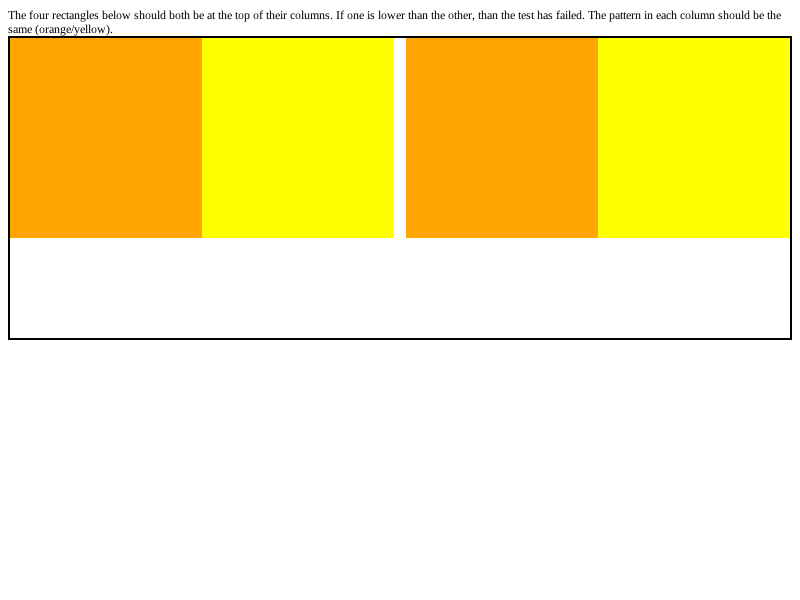 The four rectangles below should both be at the top of their columns. If one is lower than the other, than the test has failed. The pattern in each column should be the
same (orange/yellow).